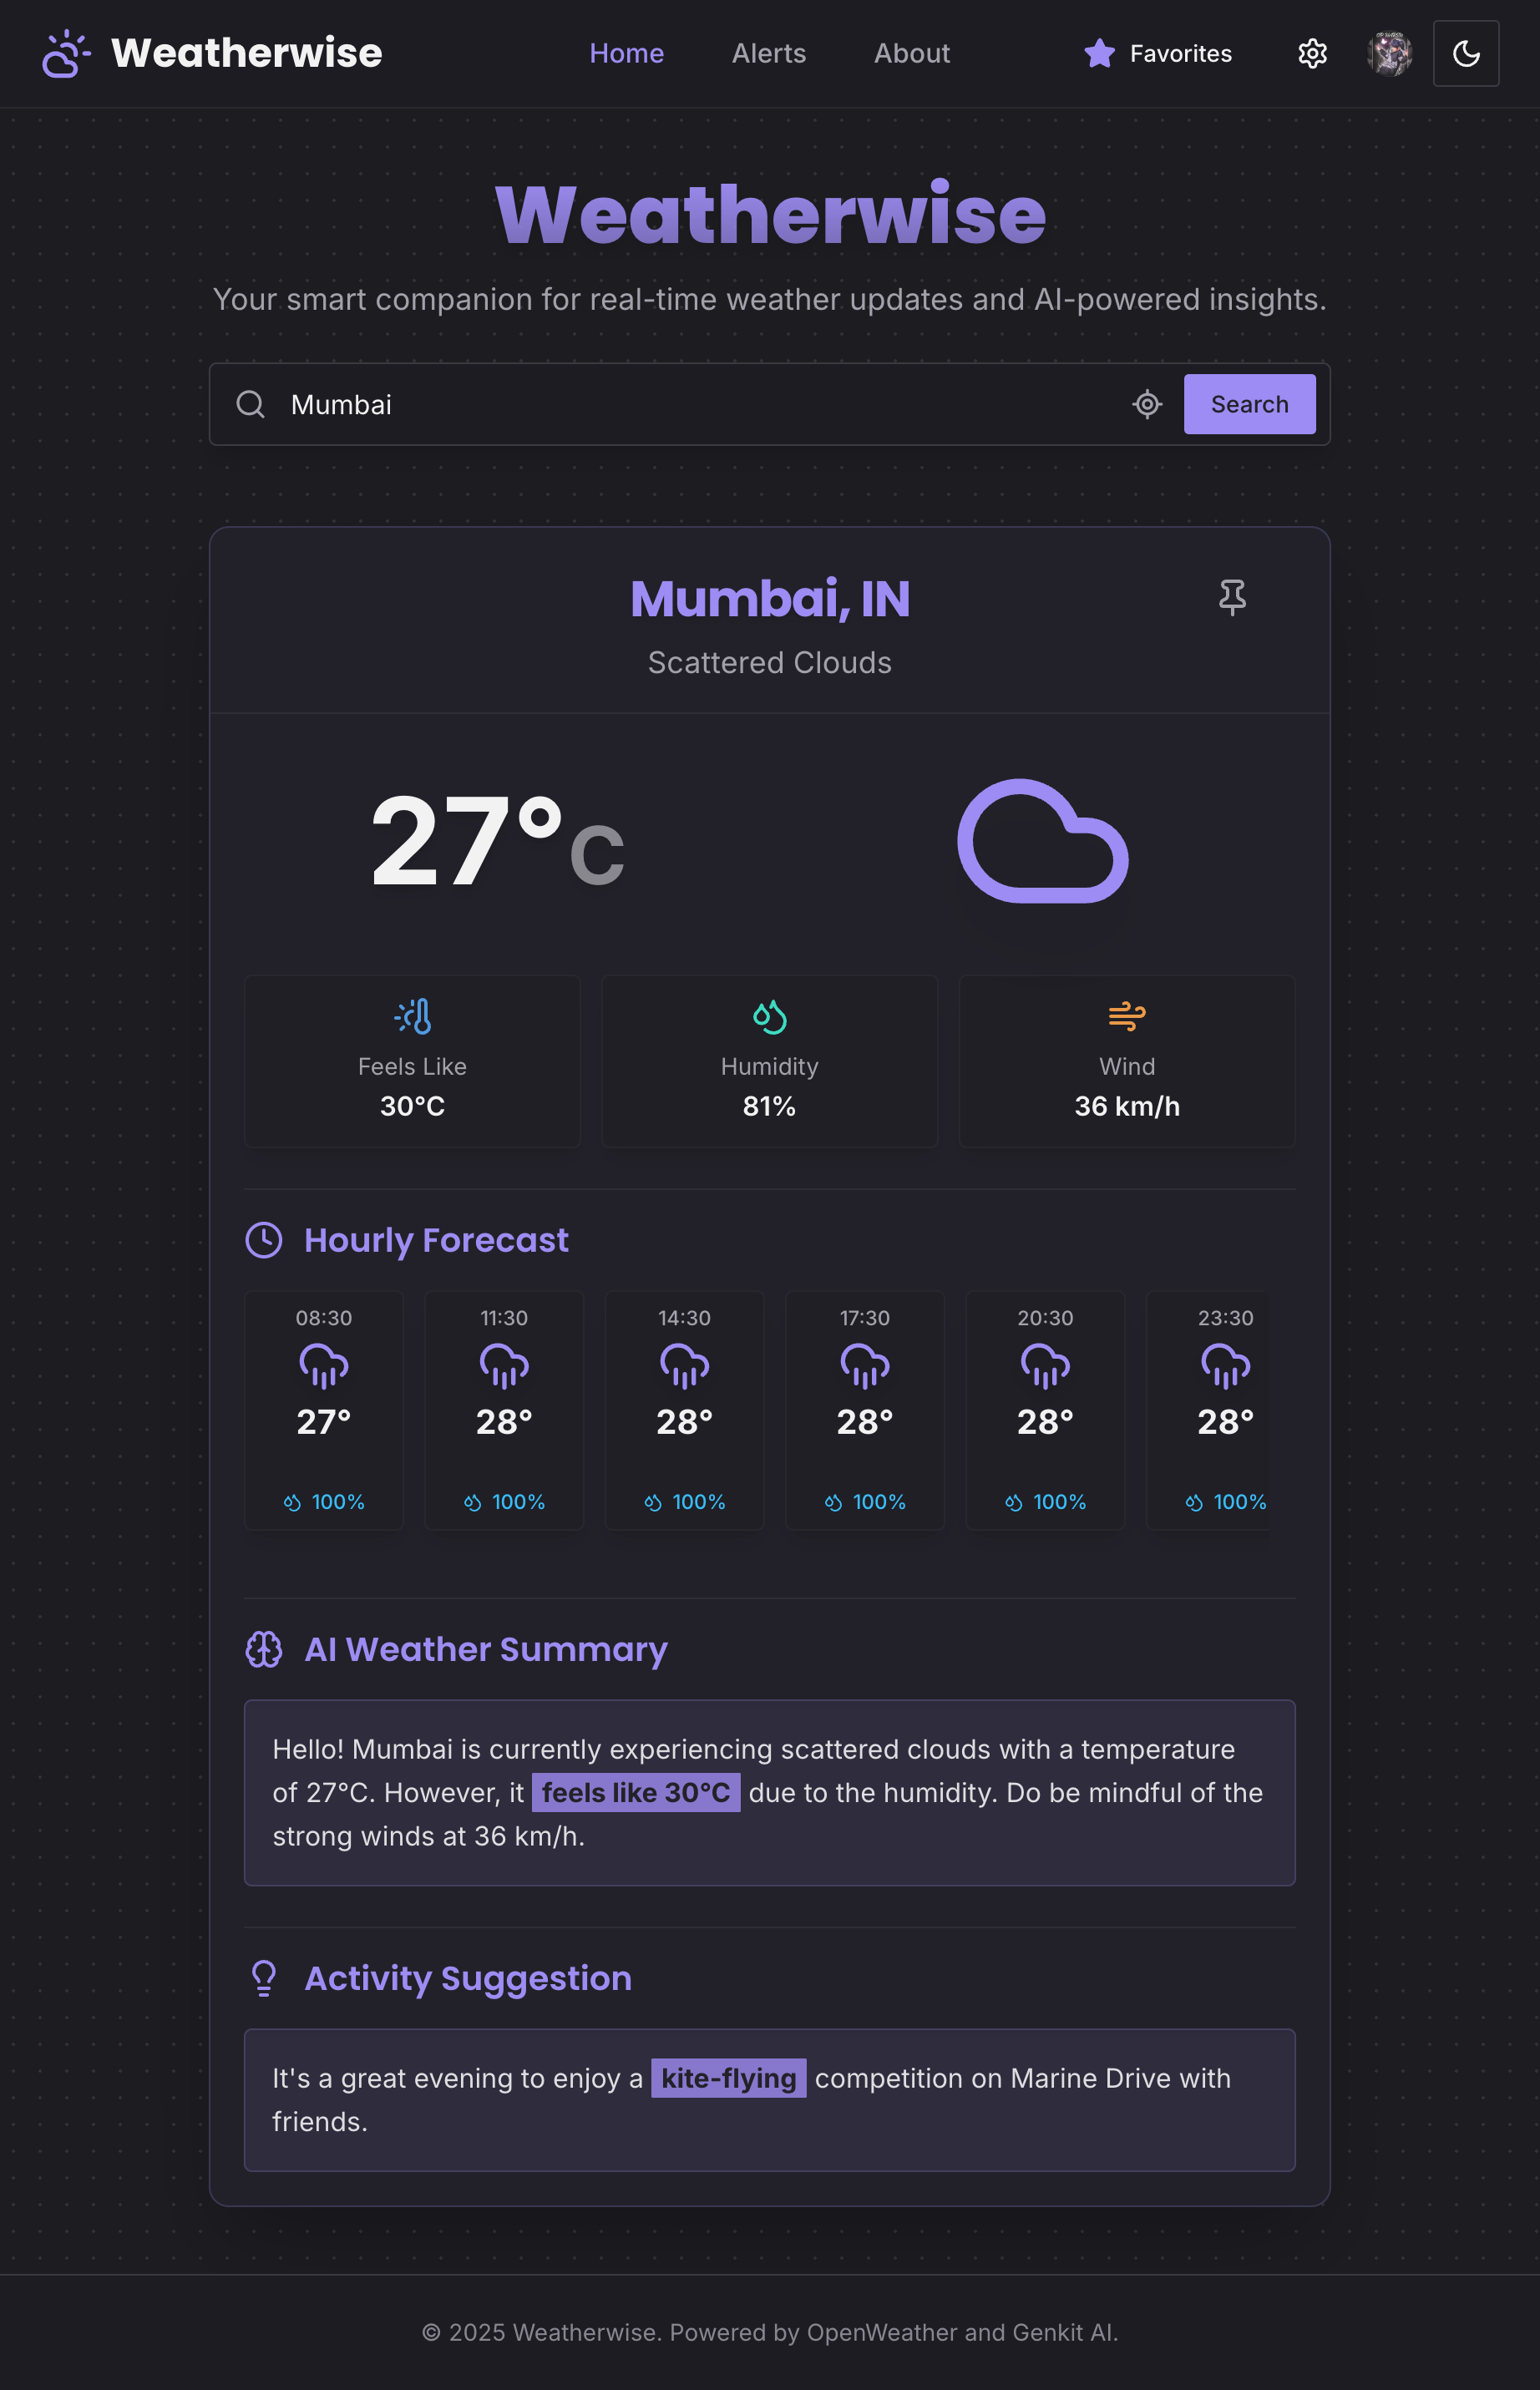 Weatherwise
Home
Alerts
About
Favorites
Weatherwise
Your smart companion for real-time weather updates and AI-powered insights.
Mumbai
Search
Mumbai, IN
Scattered Clouds
27°C
Feels Like
30°C
Humidity
81%
Wind
36 km/h
Hourly Forecast
08:30
27°
100%
11:30
28°
100%
14:30
28°
100%
17:30
28°
100%
20:30
28°
100%
23:30
28°
100%
AI Weather Summary
Hello! Mumbai is currently experiencing scattered clouds with a temperature
of 27°C. However, it feels like 30°C due to the humidity. Do be mindful of the
strong winds at 36 km/h.
Activity Suggestion
It's a great evening to enjoy a kite-flying competition on Marine Drive with
friends.
© 2025 Weatherwise. Powered by OpenWeather and Genkit AI.